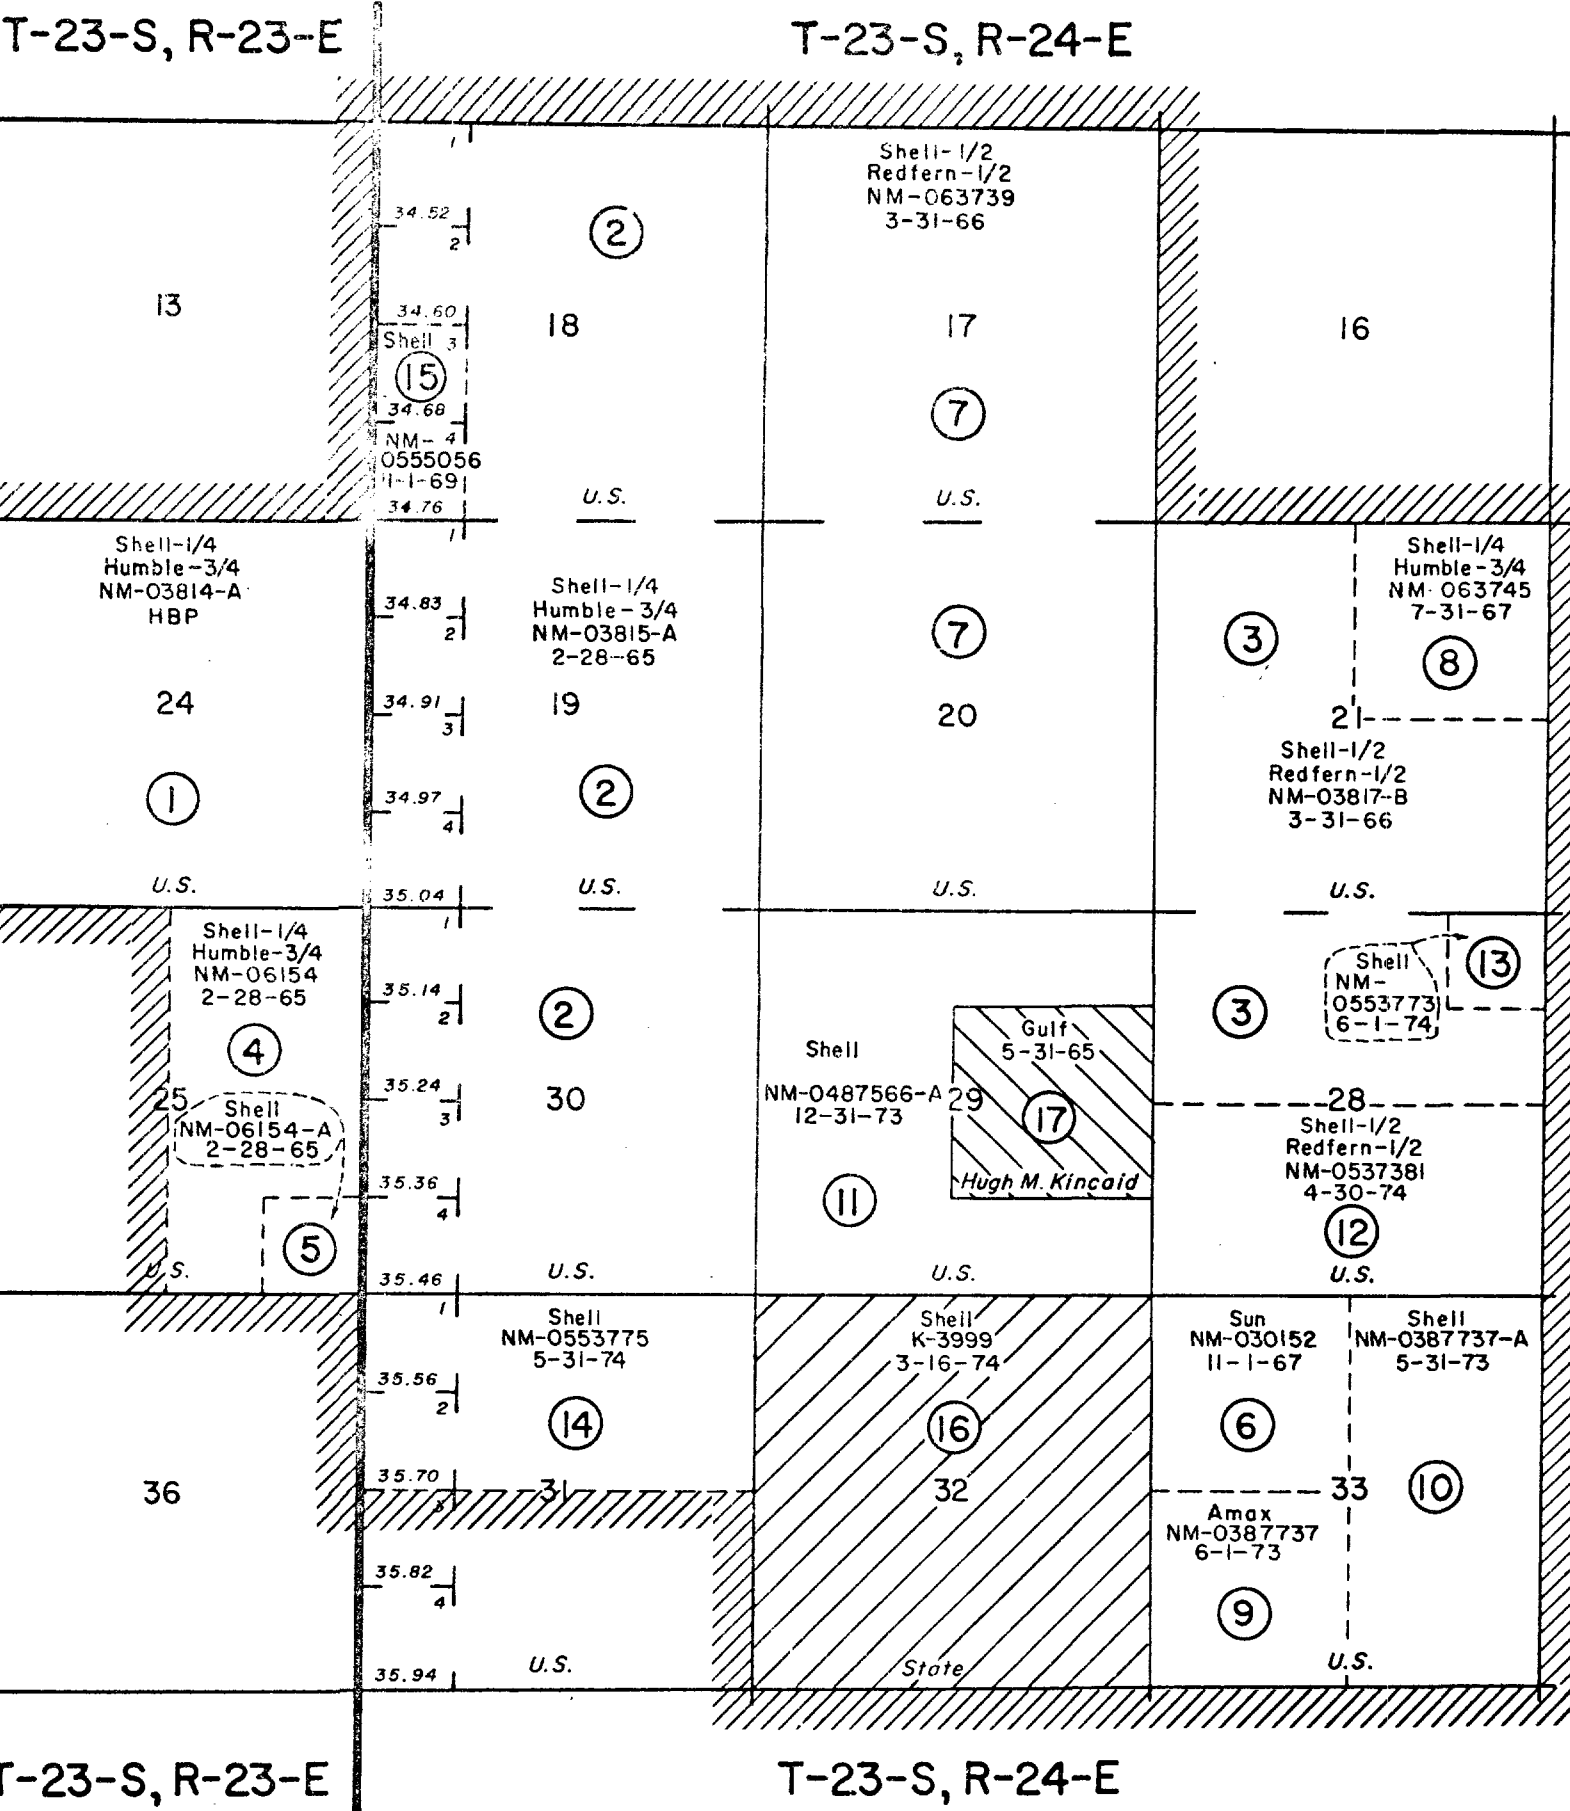 T-23-S, R-23-E
T-23-S, R-24-E
1
34.52
2
34.60
Shell 3
15
34.68
NM- 4
0555056
11-1-69
34.76
13
2
18
U.S.
Shell-1/2
Redfern-1/2
NM-063739
3-31-66
17
7
U.S.
16
Shell-1/4
Humble-3/4
NM-03814-A
HBP
24
1
U.S.
1
34.83
2
34.91
3
34.97
4
35.04
Shell-1/4
Humble-3/4
NM-03815-A
2-28-65
19
2
U.S.
7
20
U.S.
3
Shell-1/4
Humble-3/4
NM-063745
7-31-67
8
21
Shell-1/2
Redfern-1/2
NM-03817-B
3-31-66
U.S.
Shell-1/4
Humble-3/4
NM-06154
2-28-65
4
25
Shell
NM-06154-A
2-28-65
5
U.S.
1
35.14
2
35.24
3
35.36
4
35.46
2
30
U.S.
Shell
NM-0487566-A
12-31-73
29
11
U.S.
Gulf
5-31-65
17
Hugh M. Kincaid
3
Shell
NM-
0553773
6-1-74
13
28
Shell-1/2
Redfern-1/2
NM-0537381
4-30-74
12
U.S.
36
1
35.56
2
35.70
3
35.82
4
35.94
Shell
NM-0553775
5-31-74
14
31
U.S.
Shell
K-3999
3-16-74
16
32
State
Sun
NM-030152
11-1-67
6
33
Amax
NM-0387737
6-1-73
9
Shell
NM-0387737-A
5-31-73
10
U.S.
T-23-S, R-23-E
T-23-S, R-24-E